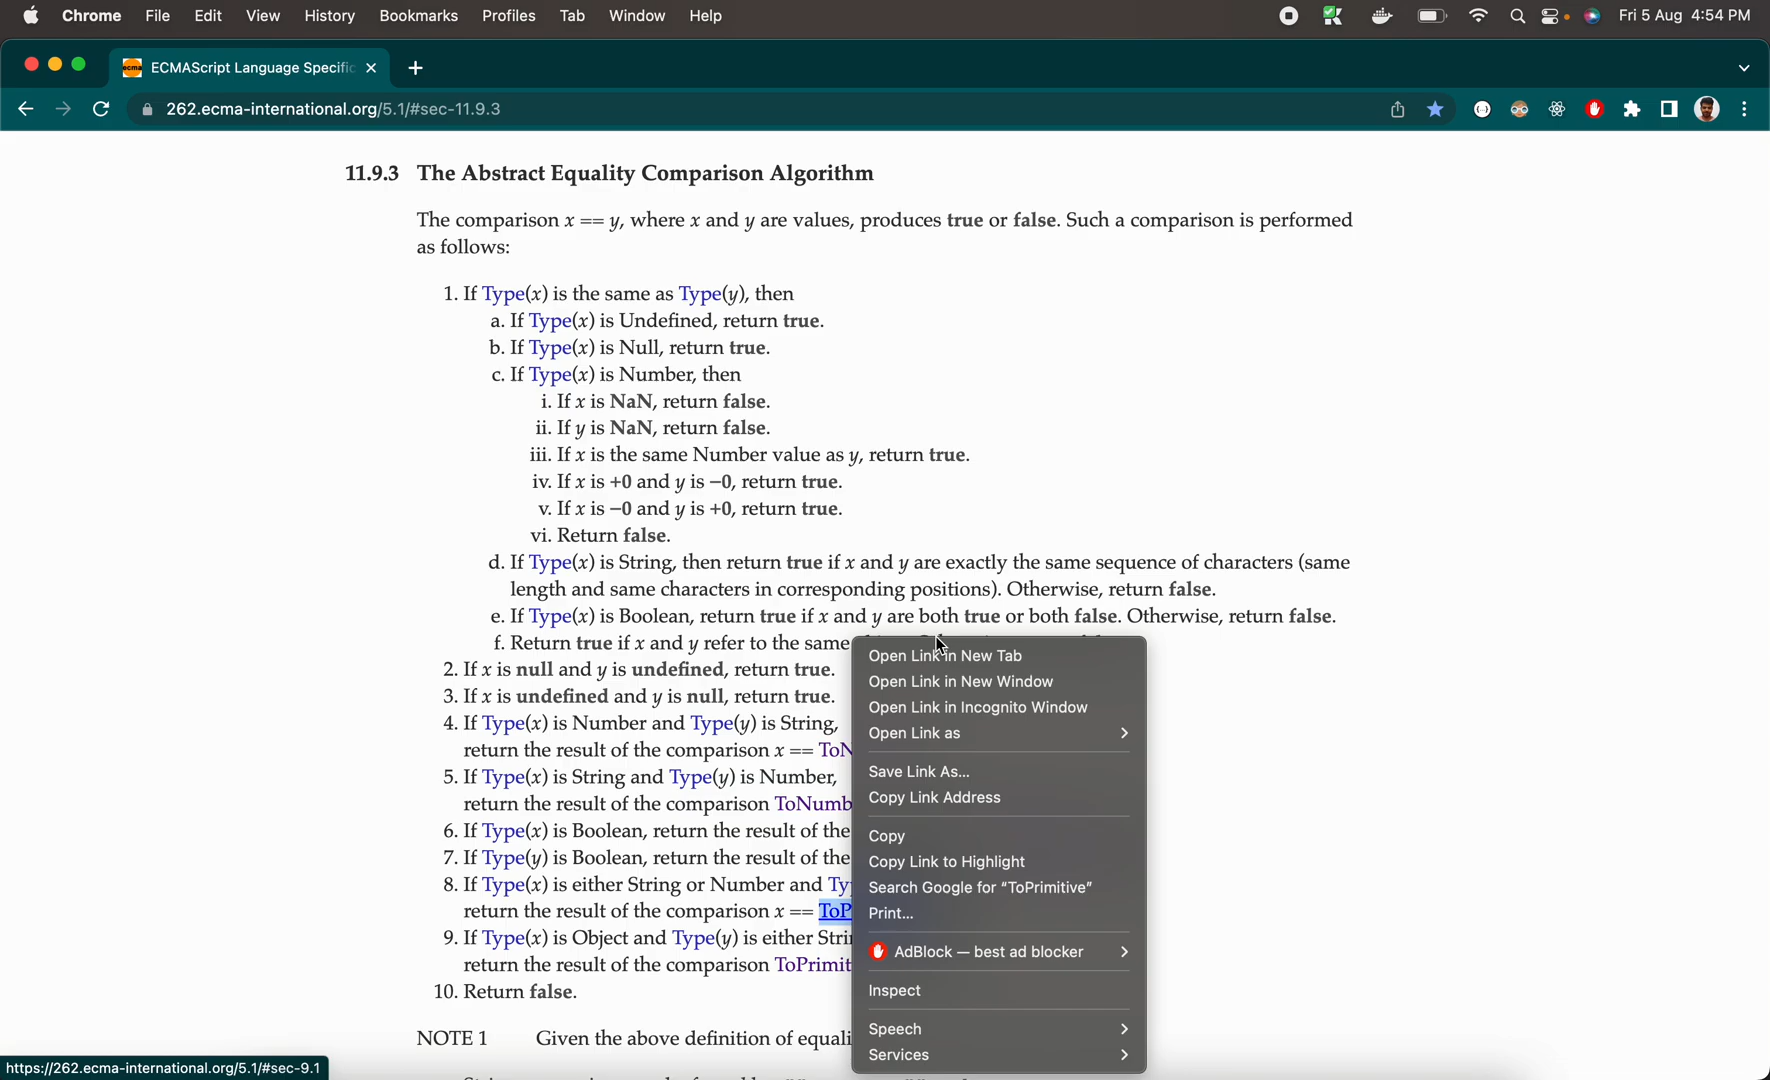 Chrome File Edit View History Bookmarks Profiles Tab Window Help Fri 5 Aug 4:54 PM
ecma ECMAScript Language Specific
262.ecma-international.org/5.1/#sec-11.9.3
11.9.3 The Abstract Equality Comparison Algorithm
The comparison x == y, where x and y are values, produces true or false. Such a comparison is performed
as follows:
1. If Type(x) is the same as Type(y), then
a. If Type(x) is Undefined, return true.
b. If Type(x) is Null, return true.
c. If Type(x) is Number, then
i. If x is NaN, return false.
ii. If y is NaN, return false.
iii. If x is the same Number value as y, return true.
iv. If x is +0 and y is −0, return true.
v. If x is −0 and y is +0, return true.
vi. Return false.
d. If Type(x) is String, then return true if x and y are exactly the same sequence of characters (same
length and same characters in corresponding positions). Otherwise, return false.
e. If Type(x) is Boolean, return true if x and y are both true or both false. Otherwise, return false.
f. Return true if x and y refer to the same
2. If x is null and y is undefined, return true.
3. If x is undefined and y is null, return true.
4. If Type(x) is Number and Type(y) is String,
return the result of the comparison x == ToN
5. If Type(x) is String and Type(y) is Number,
return the result of the comparison ToNumb
6. If Type(x) is Boolean, return the result of the
7. If Type(y) is Boolean, return the result of the
8. If Type(x) is either String or Number and Typ
return the result of the comparison x == ToP
9. If Type(x) is Object and Type(y) is either Stri
return the result of the comparison ToPrimit
10. Return false.
NOTE 1 Given the above definition of equali
Open Link in New Tab
Open Link in New Window
Open Link in Incognito Window
Open Link as
Save Link As...
Copy Link Address
Copy
Copy Link to Highlight
Search Google for “ToPrimitive”
Print...
AdBlock — best ad blocker
Inspect
Speech
Services
https://262.ecma-international.org/5.1/#sec-9.1